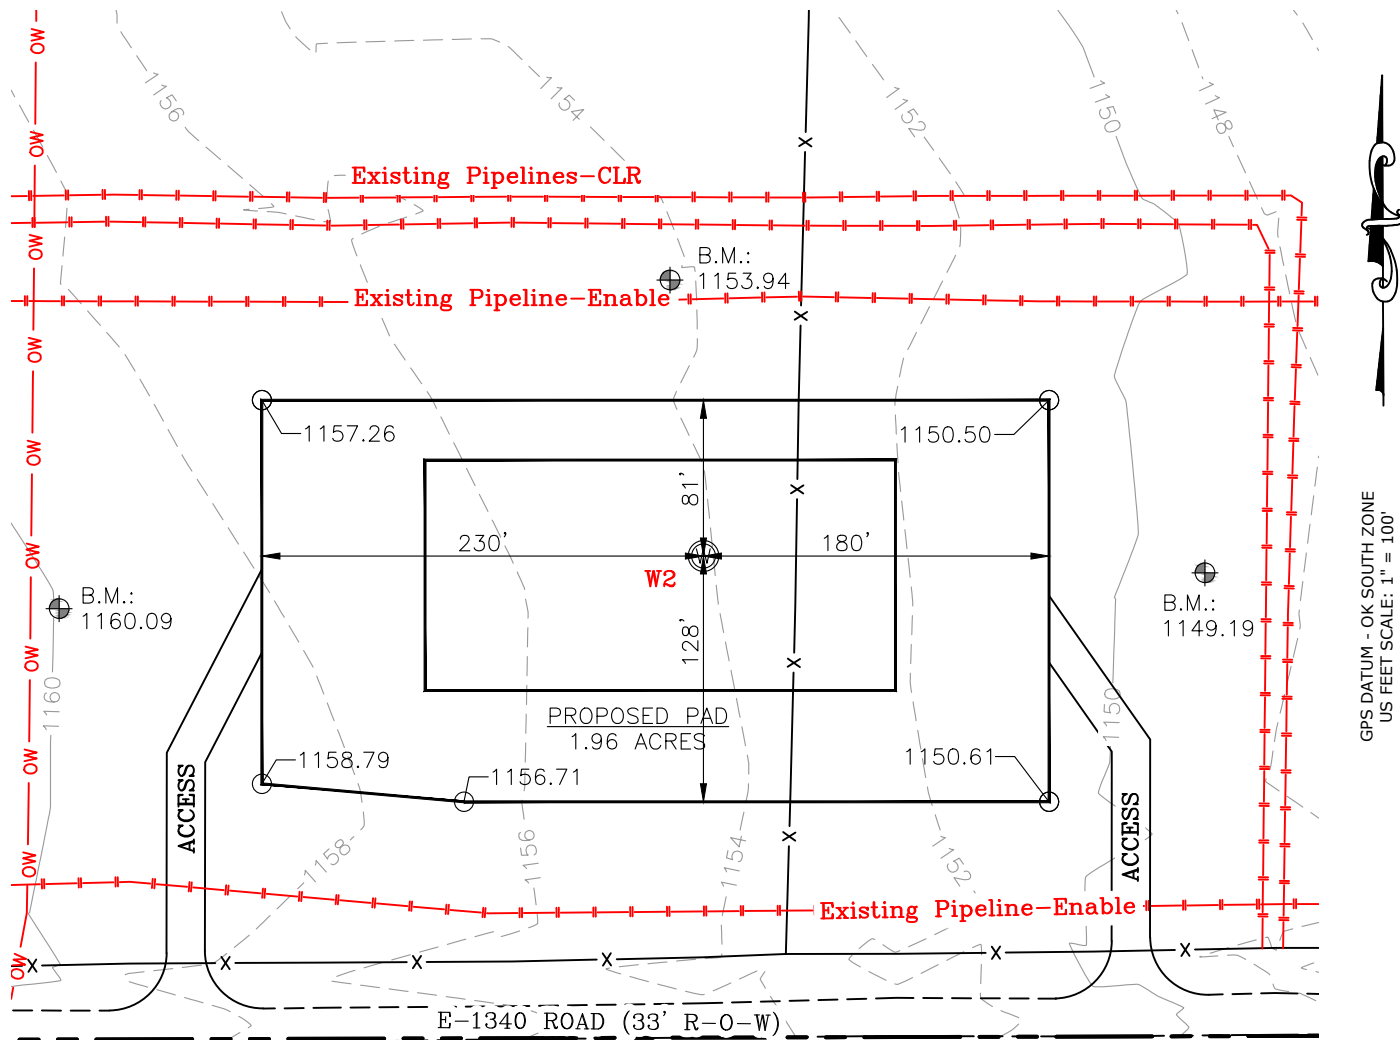 OW
1156
1154
1152
1150
1148
X
OW
Existing Pipelines-CLR
OW
B.M.:
1153.94
Existing Pipeline-Enable
X
OW
1157.26
1150.50
OW
81'
X
230'
180'
OW
W
W2
B.M.:
1160.09
B.M.:
1149.19
128'
OW
X
1160
1150
PROPOSED PAD
1.96 ACRES
OW
1158.79
1156.71
1150.61
ACCESS
X
ACCESS
OW
1158
1156
1154
1152
Existing Pipeline-Enable
OW
X
X
X
X
X
X
E-1340 ROAD (33' R-O-W)
GPS DATUM - OK SOUTH ZONE
US FEET SCALE: 1" = 100'